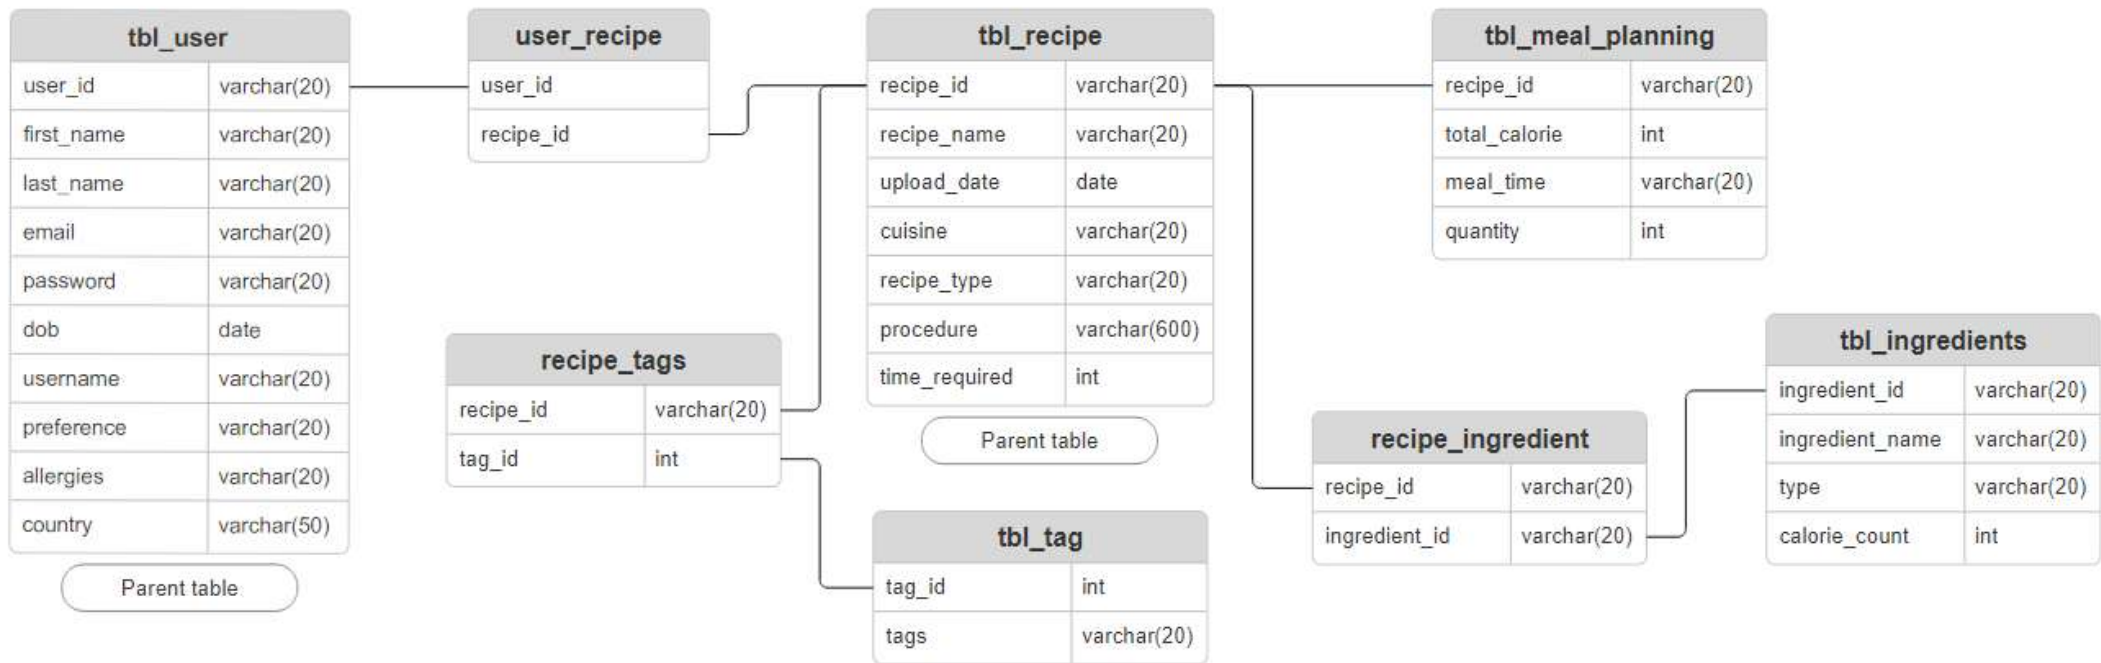 tbl_user
user_id varchar(20)
first_name varchar(20)
last_name varchar(20)
email varchar(20)
password varchar(20)
dob date
username varchar(20)
preference varchar(20)
allergies varchar(20)
country varchar(50)
Parent table
user_recipe
user_id
recipe_id
recipe_tags
recipe_id varchar(20)
tag_id int
tbl_recipe
recipe_id varchar(20)
recipe_name varchar(20)
upload_date date
cuisine varchar(20)
recipe_type varchar(20)
procedure varchar(600)
time_required int
Parent table
tbl_tag
tag_id int
tags varchar(20)
tbl_meal_planning
recipe_id varchar(20)
total_calorie int
meal_time varchar(20)
quantity int
recipe_ingredient
recipe_id varchar(20)
ingredient_id varchar(20)
tbl_ingredients
ingredient_id varchar(20)
ingredient_name varchar(20)
type varchar(20)
calorie_count int